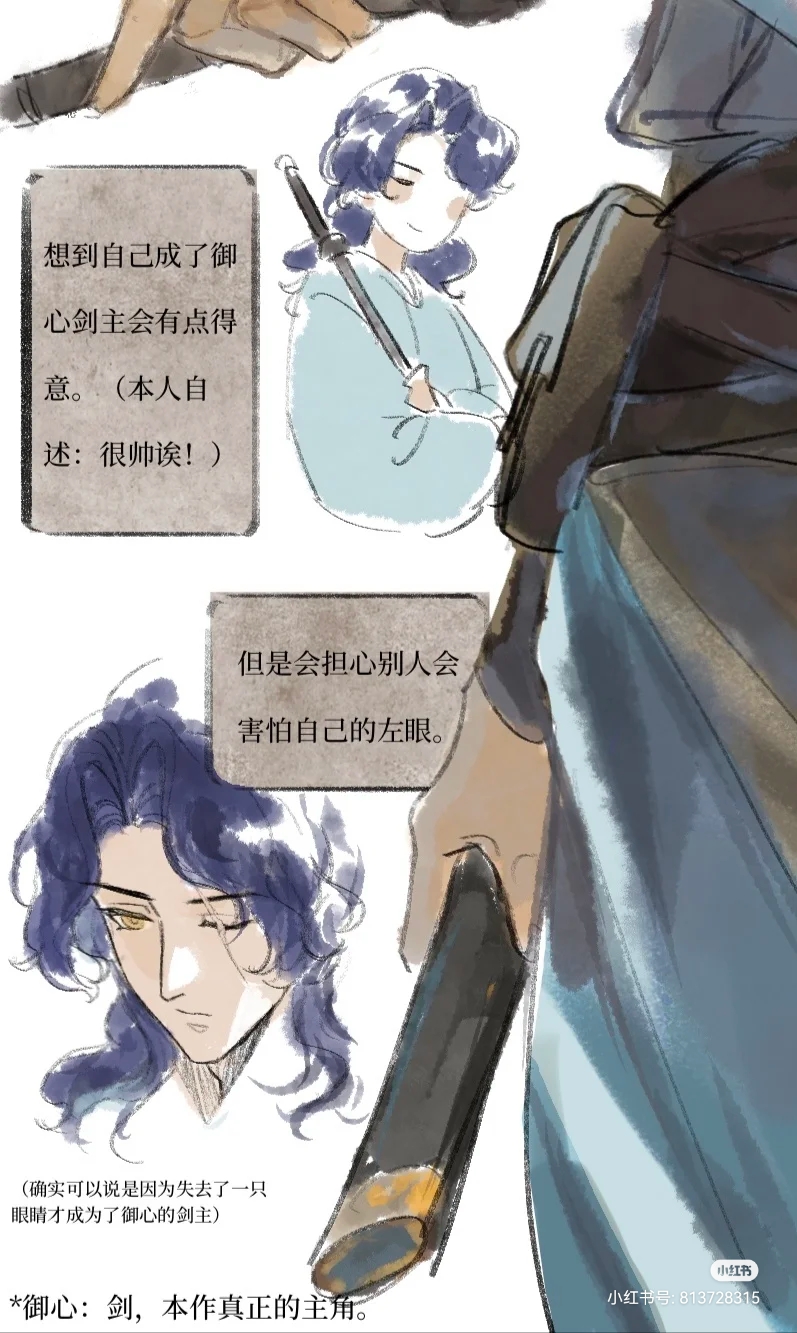 想到自己成了御
心剑主会有点得
意。（本人自
述：很帅诶！）
但是会担心别人会
害怕自己的左眼。
（确实可以说是因为失去了一只
眼睛才成为了御心的剑主）
*御心：剑，本作真正的主角。
小红书
小红书号: 813728315